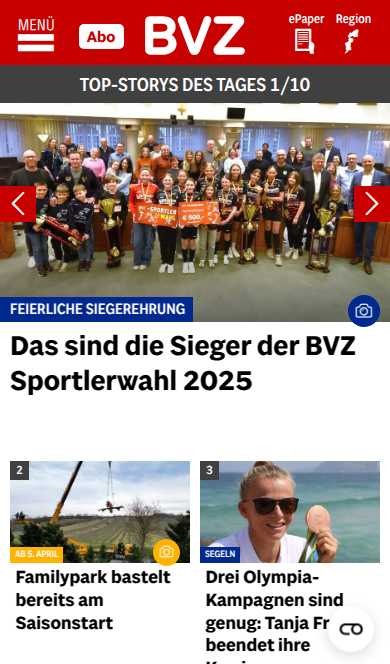 MENÜ
Abo
BVZ
ePaper
Region
TOP-STORYS DES TAGES 1/10
€ 500,-
FEIERLICHE SIEGEREHRUNG
Das sind die Sieger der BVZ
Sportlerwahl 2025
2
AB 5. APRIL
Familypark bastelt
bereits am
Saisonstart
3
SEGELN
Drei Olympia-
Kampagnen sind
genug: Tanja Fr
beendet ihre